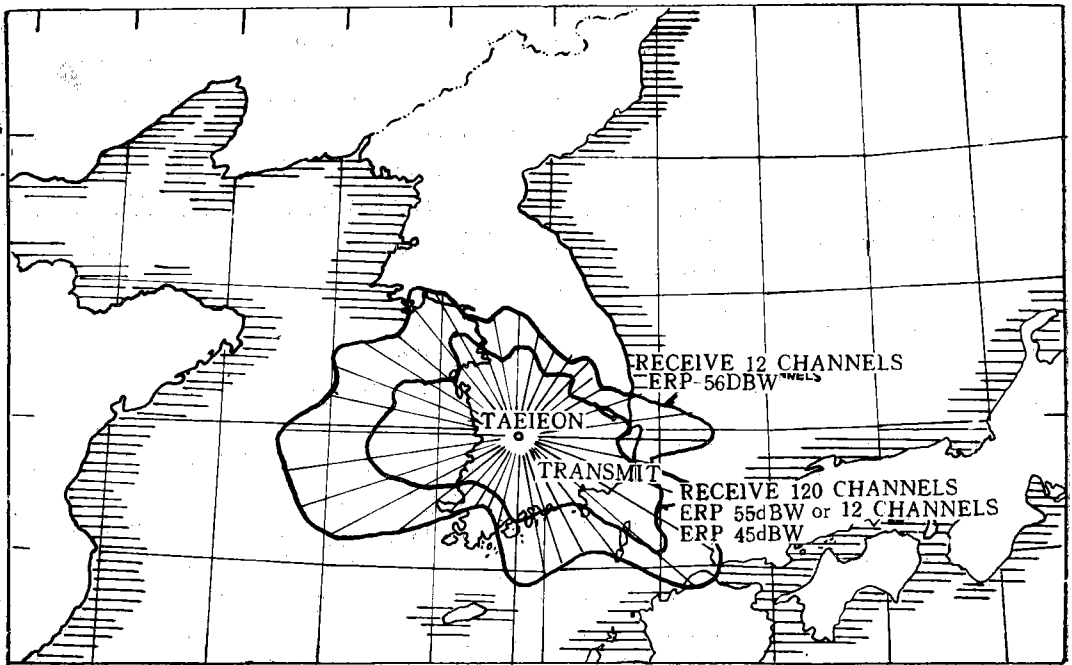 RECEIVE 12 CHANNELS
ERP 56DBW
TAEIEON
TRANSMIT
RECEIVE 120 CHANNELS
ERP 55dBW or 12 CHANNELS
ERP 45dBW